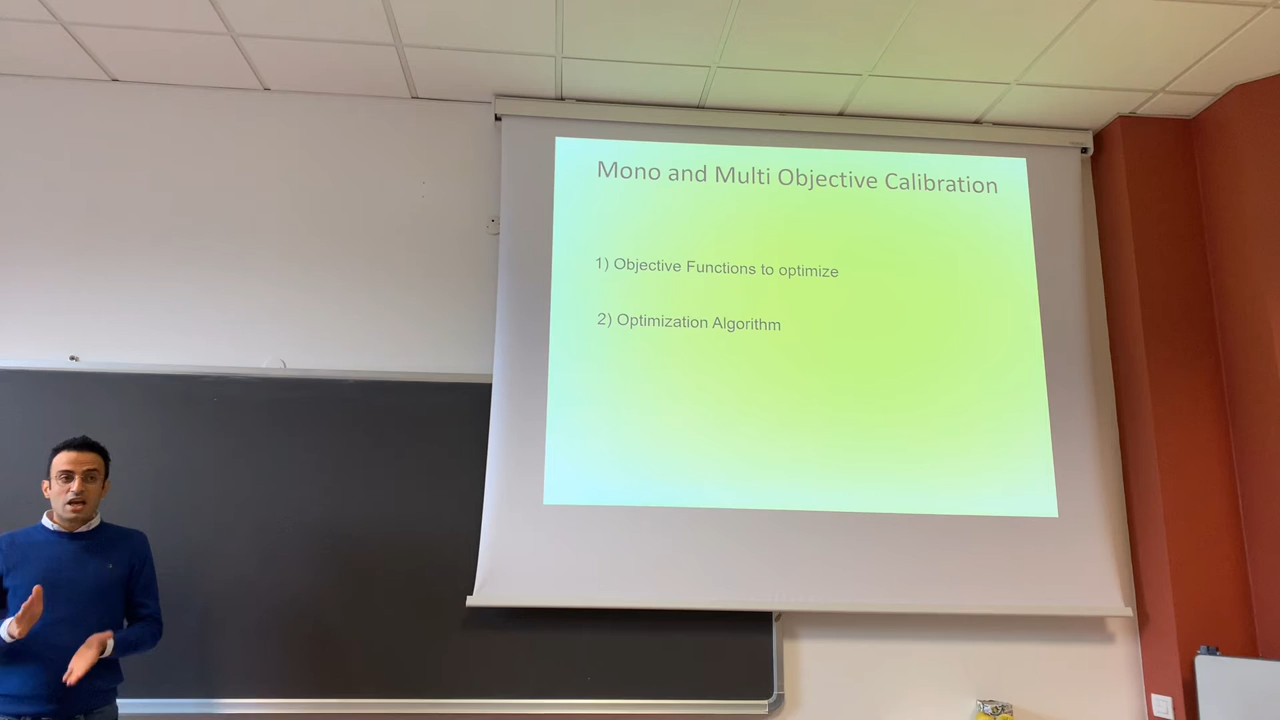 Mono and Multi Objective Calibration
1) Objective Functions to optimize
2) Optimization Algorithm